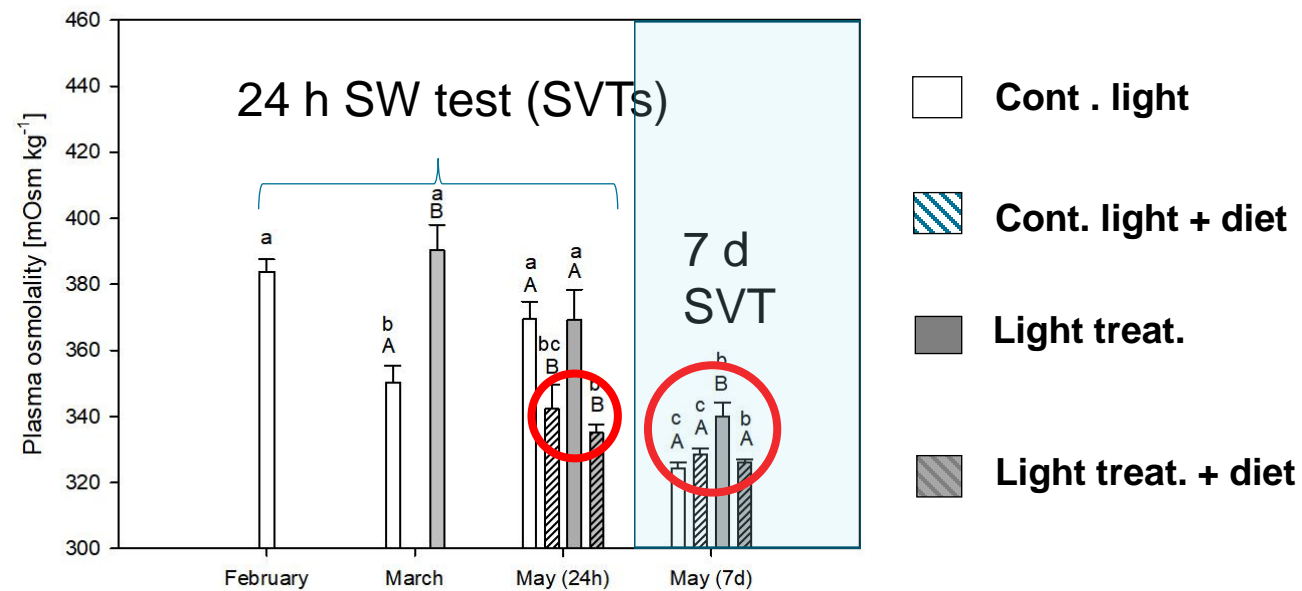 460
440
420
400
380
360
340
320
300
Plasma osmolality [mOsm kg-1]
24 h SW test (SVTs)
7 d
SVT
a
b
A
a
B
a
A
bc
B
a
A
b
B
c
A
c
A
b
B
b
A
February
March
May (24h)
May (7d)
Cont . light
Cont. light + diet
Light treat.
Light treat. + diet